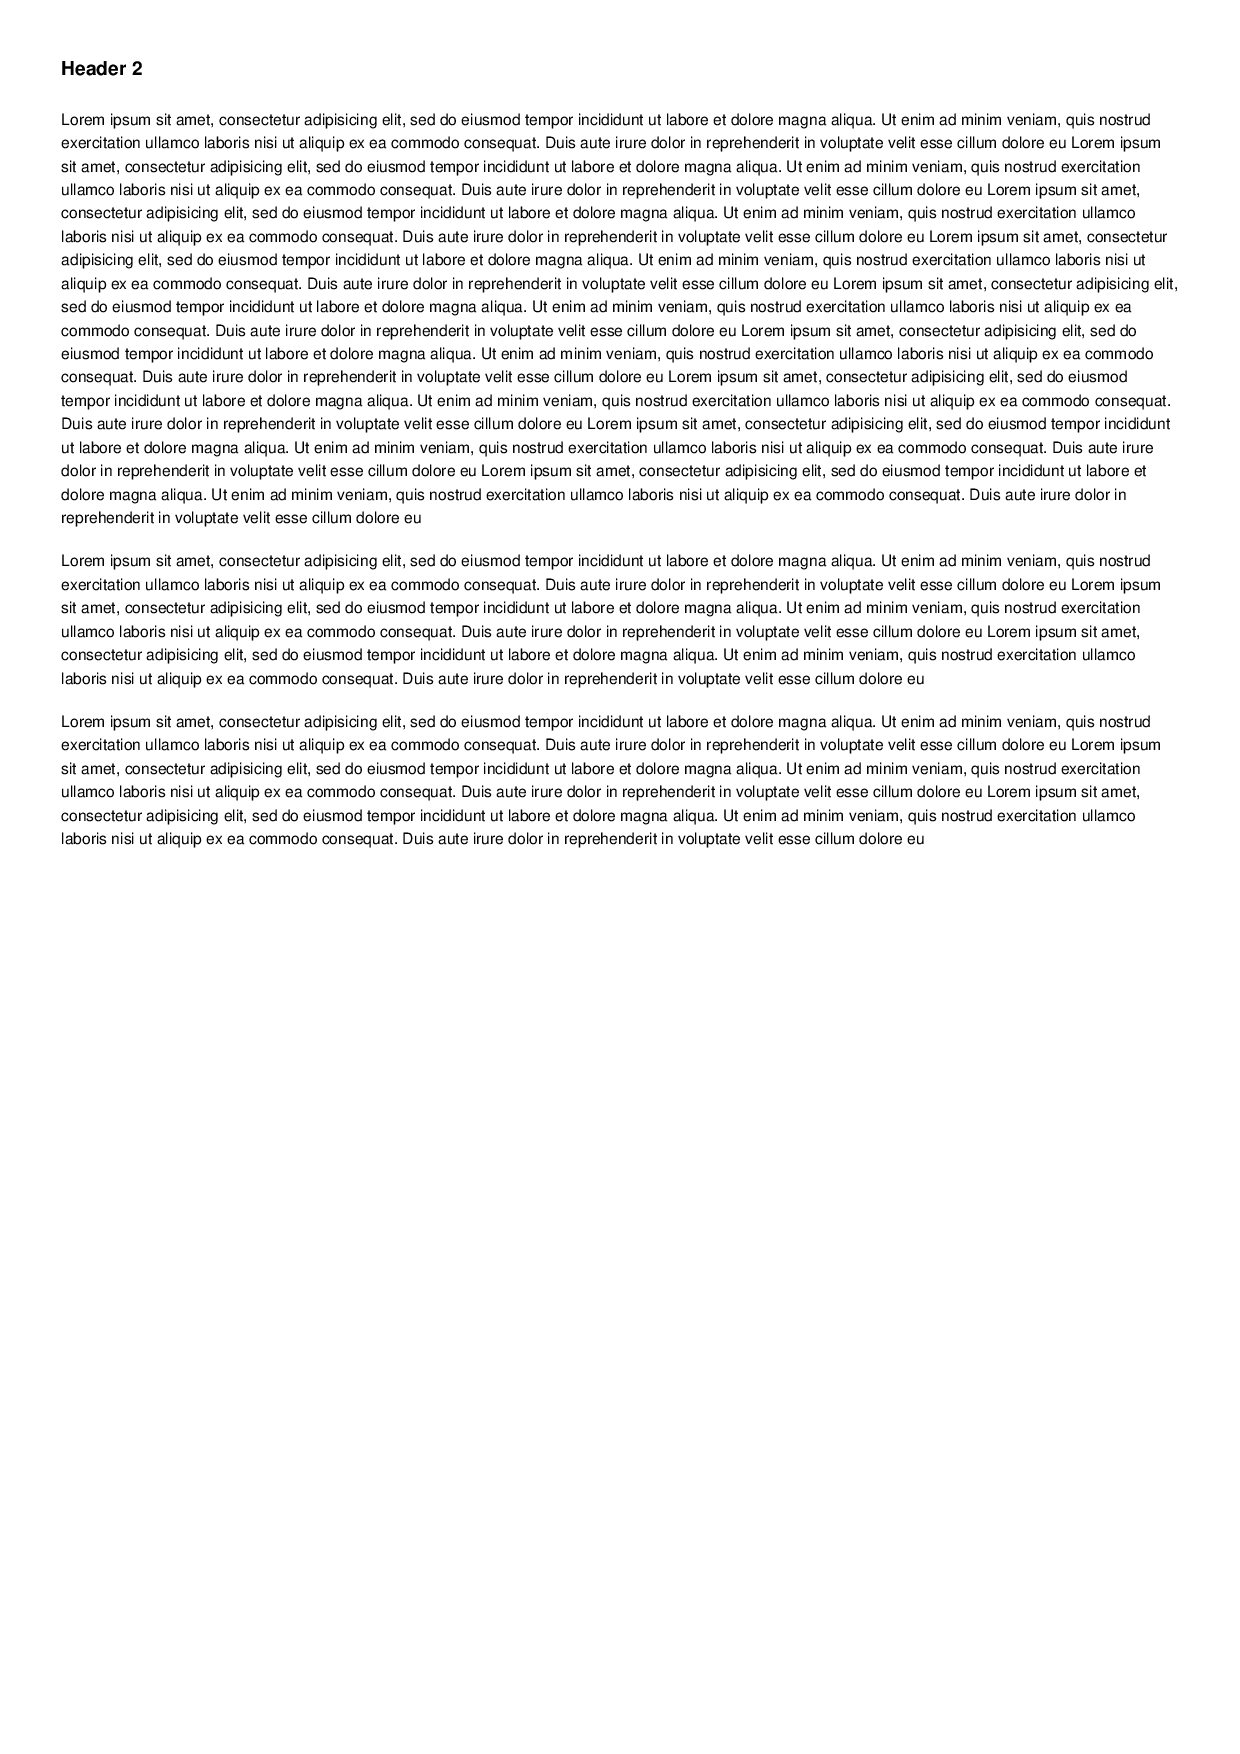 Header 2
Lorem ipsum sit amet, consectetur adipisicing elit, sed do eiusmod tempor incididunt ut labore et dolore magna aliqua. Ut enim ad minim veniam, quis nostrud
exercitation ullamco laboris nisi ut aliquip ex ea commodo consequat. Duis aute irure dolor in reprehenderit in voluptate velit esse cillum dolore eu Lorem ipsum
sit amet, consectetur adipisicing elit, sed do eiusmod tempor incididunt ut labore et dolore magna aliqua. Ut enim ad minim veniam, quis nostrud exercitation
ullamco laboris nisi ut aliquip ex ea commodo consequat. Duis aute irure dolor in reprehenderit in voluptate velit esse cillum dolore eu Lorem ipsum sit amet,
consectetur adipisicing elit, sed do eiusmod tempor incididunt ut labore et dolore magna aliqua. Ut enim ad minim veniam, quis nostrud exercitation ullamco
laboris nisi ut aliquip ex ea commodo consequat. Duis aute irure dolor in reprehenderit in voluptate velit esse cillum dolore eu Lorem ipsum sit amet, consectetur
adipisicing elit, sed do eiusmod tempor incididunt ut labore et dolore magna aliqua. Ut enim ad minim veniam, quis nostrud exercitation ullamco laboris nisi ut
aliquip ex ea commodo consequat. Duis aute irure dolor in reprehenderit in voluptate velit esse cillum dolore eu Lorem ipsum sit amet, consectetur adipisicing elit,
sed do eiusmod tempor incididunt ut labore et dolore magna aliqua. Ut enim ad minim veniam, quis nostrud exercitation ullamco laboris nisi ut aliquip ex ea
commodo consequat. Duis aute irure dolor in reprehenderit in voluptate velit esse cillum dolore eu Lorem ipsum sit amet, consectetur adipisicing elit, sed do
eiusmod tempor incididunt ut labore et dolore magna aliqua. Ut enim ad minim veniam, quis nostrud exercitation ullamco laboris nisi ut aliquip ex ea commodo
consequat. Duis aute irure dolor in reprehenderit in voluptate velit esse cillum dolore eu Lorem ipsum sit amet, consectetur adipisicing elit, sed do eiusmod
tempor incididunt ut labore et dolore magna aliqua. Ut enim ad minim veniam, quis nostrud exercitation ullamco laboris nisi ut aliquip ex ea commodo consequat.
Duis aute irure dolor in reprehenderit in voluptate velit esse cillum dolore eu Lorem ipsum sit amet, consectetur adipisicing elit, sed do eiusmod tempor incididunt
ut labore et dolore magna aliqua. Ut enim ad minim veniam, quis nostrud exercitation ullamco laboris nisi ut aliquip ex ea commodo consequat. Duis aute irure
dolor in reprehenderit in voluptate velit esse cillum dolore eu Lorem ipsum sit amet, consectetur adipisicing elit, sed do eiusmod tempor incididunt ut labore et
dolore magna aliqua. Ut enim ad minim veniam, quis nostrud exercitation ullamco laboris nisi ut aliquip ex ea commodo consequat. Duis aute irure dolor in
reprehenderit in voluptate velit esse cillum dolore eu
Lorem ipsum sit amet, consectetur adipisicing elit, sed do eiusmod tempor incididunt ut labore et dolore magna aliqua. Ut enim ad minim veniam, quis nostrud
exercitation ullamco laboris nisi ut aliquip ex ea commodo consequat. Duis aute irure dolor in reprehenderit in voluptate velit esse cillum dolore eu Lorem ipsum
sit amet, consectetur adipisicing elit, sed do eiusmod tempor incididunt ut labore et dolore magna aliqua. Ut enim ad minim veniam, quis nostrud exercitation
ullamco laboris nisi ut aliquip ex ea commodo consequat. Duis aute irure dolor in reprehenderit in voluptate velit esse cillum dolore eu Lorem ipsum sit amet,
consectetur adipisicing elit, sed do eiusmod tempor incididunt ut labore et dolore magna aliqua. Ut enim ad minim veniam, quis nostrud exercitation ullamco
laboris nisi ut aliquip ex ea commodo consequat. Duis aute irure dolor in reprehenderit in voluptate velit esse cillum dolore eu
Lorem ipsum sit amet, consectetur adipisicing elit, sed do eiusmod tempor incididunt ut labore et dolore magna aliqua. Ut enim ad minim veniam, quis nostrud
exercitation ullamco laboris nisi ut aliquip ex ea commodo consequat. Duis aute irure dolor in reprehenderit in voluptate velit esse cillum dolore eu Lorem ipsum
sit amet, consectetur adipisicing elit, sed do eiusmod tempor incididunt ut labore et dolore magna aliqua. Ut enim ad minim veniam, quis nostrud exercitation
ullamco laboris nisi ut aliquip ex ea commodo consequat. Duis aute irure dolor in reprehenderit in voluptate velit esse cillum dolore eu Lorem ipsum sit amet,
consectetur adipisicing elit, sed do eiusmod tempor incididunt ut labore et dolore magna aliqua. Ut enim ad minim veniam, quis nostrud exercitation ullamco
laboris nisi ut aliquip ex ea commodo consequat. Duis aute irure dolor in reprehenderit in voluptate velit esse cillum dolore eu